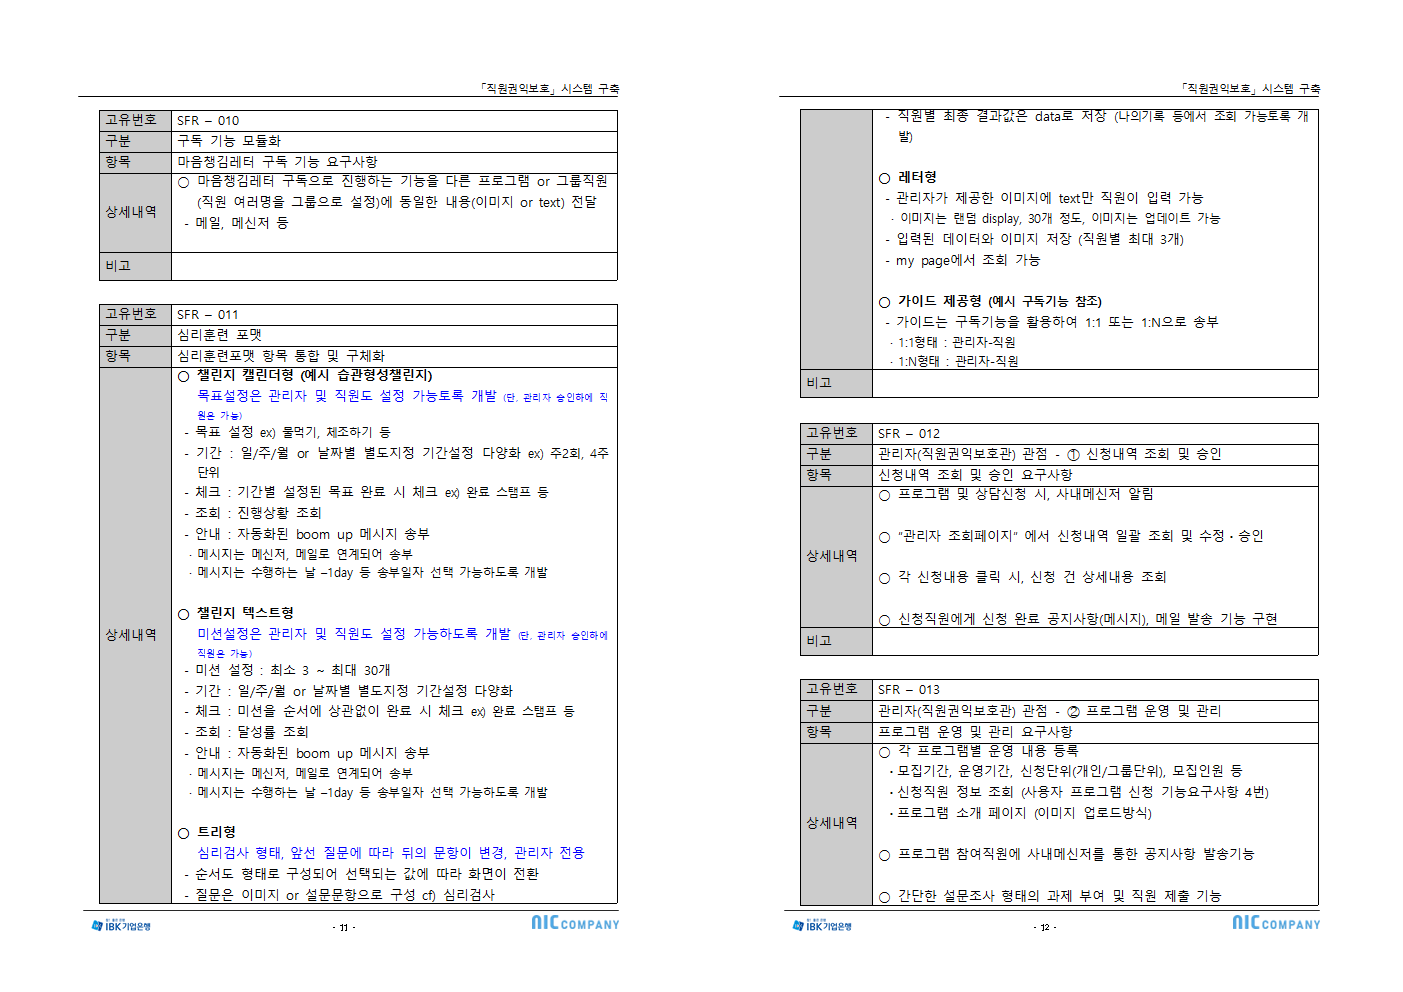 「직원권익보호」시스템 구축
고유번호 SFR – 010
구분 구독 기능 모듈화
항목 마음챙김레터 구독 기능 요구사항
상세내역
○ 마음챙김레터 구독으로 진행하는 기능을 다른 프로그램 or 그룹직원
(직원 여러명을 그룹으로 설정)에 동일한 내용(이미지 or text) 전달
- 메일, 메신저 등
비고
고유번호 SFR – 011
구분 심리훈련 포맷
항목 심리훈련포맷 항목 통합 및 구체화
상세내역
○ 챌린지 캘린더형 (예시 습관형성챌린지)
목표설정은 관리자 및 직원도 설정 가능토록 개발 (단, 관리자 승인하에 직
원은 가능)
- 목표 설정 ex) 물먹기, 체조하기 등
- 기간 : 일/주/월 or 날짜별 별도지정 기간설정 다양화 ex) 주2회, 4주
단위
- 체크 : 기간별 설정된 목표 완료 시 체크 ex) 완료 스탬프 등
- 조회 : 진행상황 조회
- 안내 : 자동화된 boom up 메시지 송부
· 메시지는 메신저, 메일로 연계되어 송부
· 메시지는 수행하는 날 –1day 등 송부일자 선택 가능하도록 개발
○ 챌린지 텍스트형
미션설정은 관리자 및 직원도 설정 가능하도록 개발 (단, 관리자 승인하에
직원은 가능)
- 미션 설정 : 최소 3 ~ 최대 30개
- 기간 : 일/주/월 or 날짜별 별도지정 기간설정 다양화
- 체크 : 미션을 순서에 상관없이 완료 시 체크 ex) 완료 스탬프 등
- 조회 : 달성률 조회
- 안내 : 자동화된 boom up 메시지 송부
· 메시지는 메신저, 메일로 연계되어 송부
· 메시지는 수행하는 날 –1day 등 송부일자 선택 가능하도록 개발
○ 트리형
심리검사 형태, 앞선 질문에 따라 뒤의 문항이 변경, 관리자 전용
- 순서도 형태로 구성되어 선택되는 값에 따라 화면이 전환
- 질문은 이미지 or 설문문항으로 구성 cf) 심리검사
IBK기업은행
- 11 -
NIC COMPANY
「직원권익보호」시스템 구축
- 직원별 최종 결과값은 data로 저장 (나의기록 등에서 조회 가능토록 개
발)
○ 레터형
- 관리자가 제공한 이미지에 text만 직원이 입력 가능
· 이미지는 랜덤 display, 30개 정도, 이미지는 업데이트 가능
- 입력된 데이터와 이미지 저장 (직원별 최대 3개)
- my page에서 조회 가능
○ 가이드 제공형 (예시 구독기능 참조)
- 가이드는 구독기능을 활용하여 1:1 또는 1:N으로 송부
· 1:1형태 : 관리자-직원
· 1:N형태 : 관리자-직원
비고
고유번호 SFR – 012
구분 관리자(직원권익보호관) 관점 - ① 신청내역 조회 및 승인
항목 신청내역 조회 및 승인 요구사항
상세내역
○ 프로그램 및 상담신청 시, 사내메신저 알림
○ “관리자 조회페이지” 에서 신청내역 일괄 조회 및 수정·승인
○ 각 신청내용 클릭 시, 신청 건 상세내용 조회
○ 신청직원에게 신청 완료 공지사항(메시지), 메일 발송 기능 구현
비고
고유번호 SFR – 013
구분 관리자(직원권익보호관) 관점 - ② 프로그램 운영 및 관리
항목 프로그램 운영 및 관리 요구사항
상세내역
○ 각 프로그램별 운영 내용 등록
·모집기간, 운영기간, 신청단위(개인/그룹단위), 모집인원 등
·신청직원 정보 조회 (사용자 프로그램 신청 기능요구사항 4번)
·프로그램 소개 페이지 (이미지 업로드방식)
○ 프로그램 참여직원에 사내메신저를 통한 공지사항 발송기능
○ 간단한 설문조사 형태의 과제 부여 및 직원 제출 기능
IBK기업은행
- 12 -
NIC COMPANY